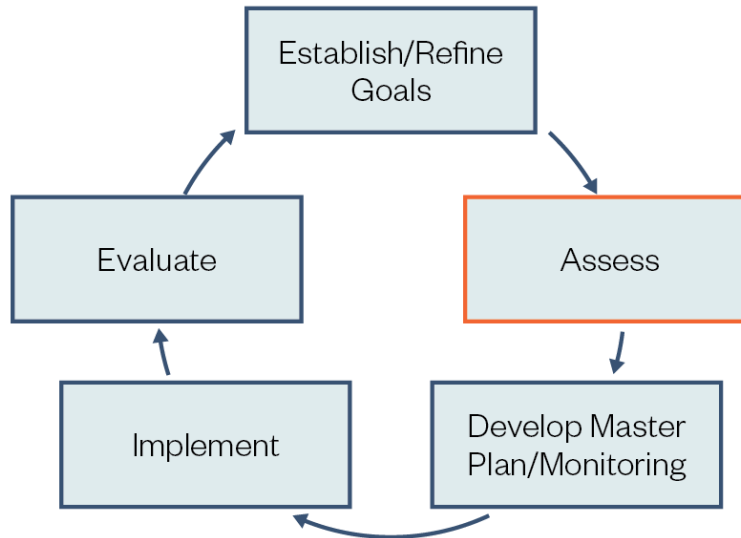 Establish/Refine
Goals
Assess
Develop Master
Plan/Monitoring
Implement
Evaluate